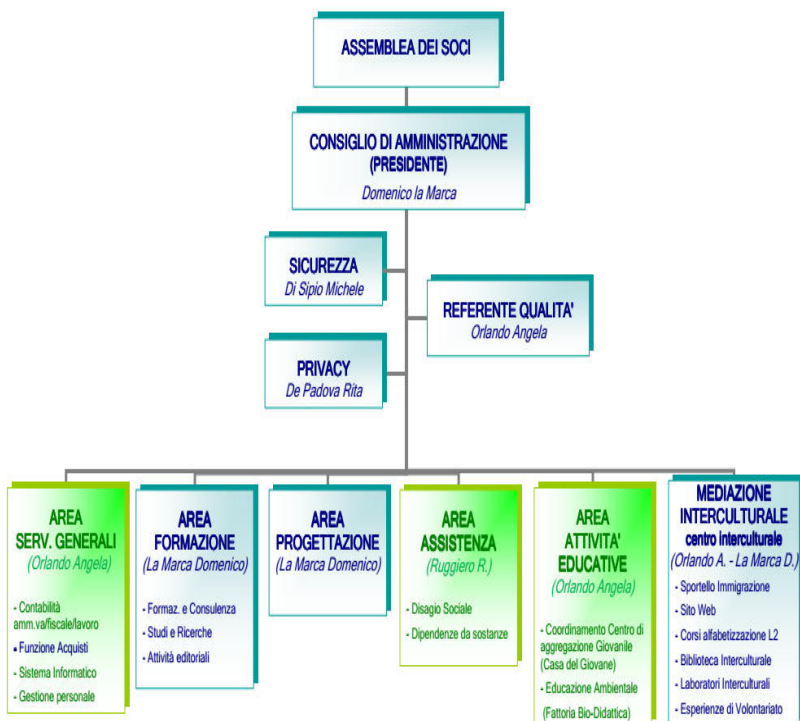 ASSEMBLEA DEI SOCI
CONSIGLIO DI AMMINISTRAZIONE
(PRESIDENTE)
Domenico la Marca
SICUREZZA
Di Sipio Michele
REFERENTE QUALITA'
Orlando Angela
PRIVACY
De Padova Rita
AREA
SERV. GENERALI
(Orlando Angela)
- Contabilità
amm.va/fiscale/lavoro
▪ Funzione Acquisti
- Sistema Informatico
- Gestione personale
AREA
FORMAZIONE
(La Marca Domenico)
- Formaz. e Consulenza
- Studi e Ricerche
- Attività editoriali
AREA
PROGETTAZIONE
(La Marca Domenico)
AREA
ASSISTENZA
(Ruggiero R.)
- Disagio Sociale
- Dipendenze da sostanze
AREA
ATTIVITA'
EDUCATIVE
(Orlando Angela)
- Coordinamento Centro di
aggregazione Giovanile
(Casa del Giovane)
- Educazione Ambientale
(Fattoria Bio-Didattica)
MEDIAZIONE
INTERCULTURALE
centro interculturale
(Orlando A. - La Marca D.)
- Sportello Immigrazione
- Sito Web
- Corsi alfabetizzazione L2
- Biblioteca Interculturale
- Laboratori Interculturali
- Esperienze di Volontariato